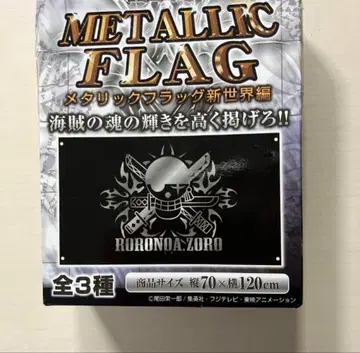 METALLIC
FLAG
メタリックフラッグ新世界編
海賊の魂の輝きを高く掲げろ!!
RORONOA ZORO
全3種
商品サイズ 縦70×横120cm
©尾田栄一郎/集英社・フジテレビ・東映アニメーション